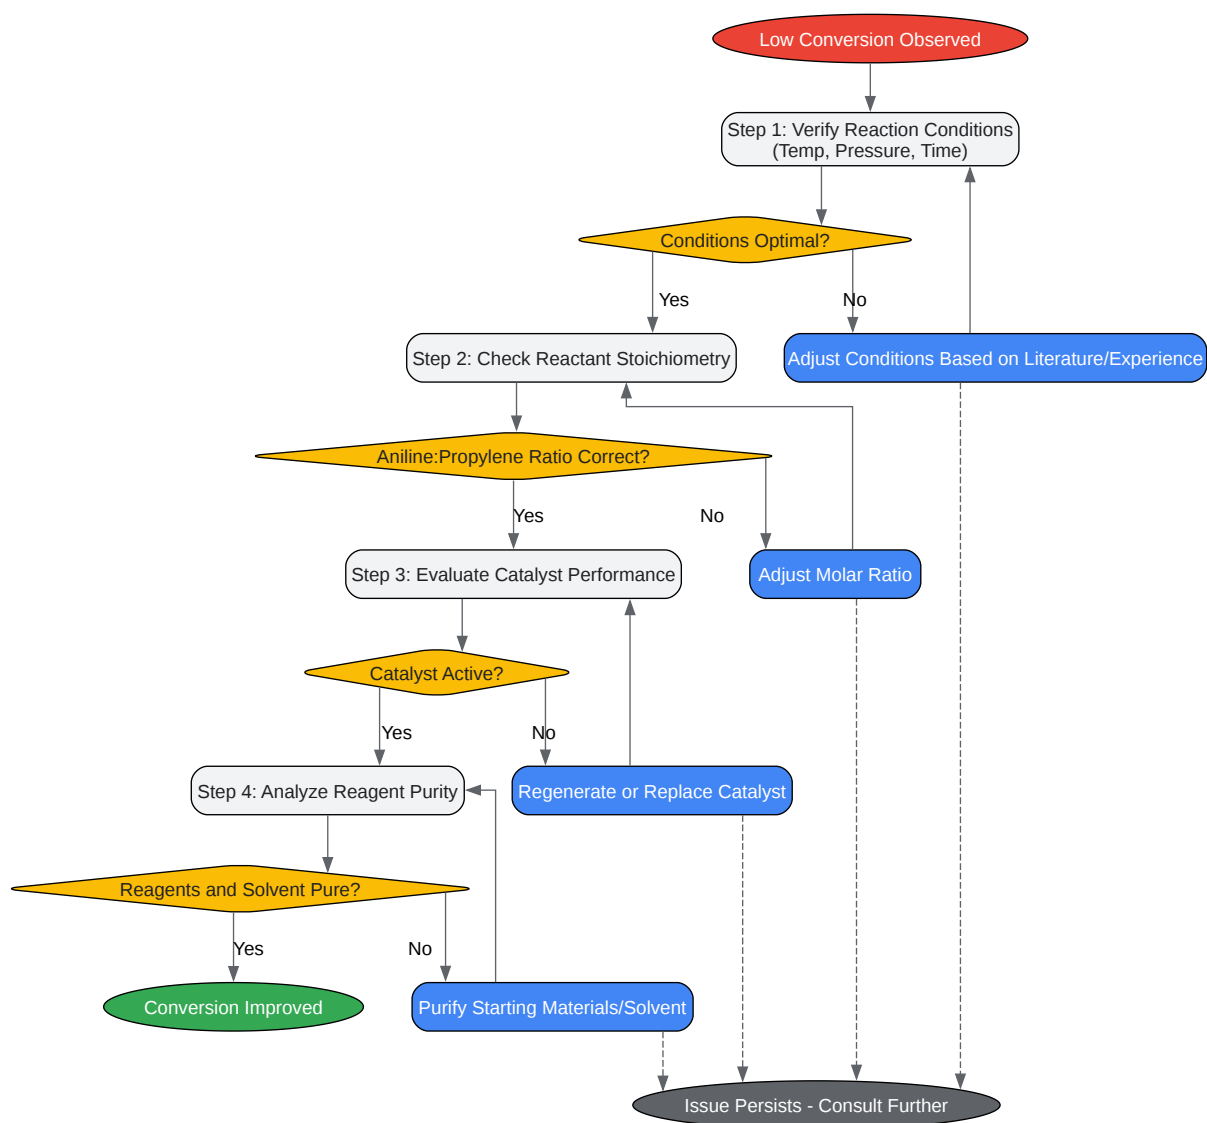 Low Conversion Observed
Step 1: Verify Reaction Conditions
(Temp, Pressure, Time)
Conditions Optimal?
Yes
No
Step 2: Check Reactant Stoichiometry
Adjust Conditions Based on Literature/Experience
Aniline:Propylene Ratio Correct?
Yes
No
Step 3: Evaluate Catalyst Performance
Adjust Molar Ratio
Catalyst Active?
Yes
No
Step 4: Analyze Reagent Purity
Regenerate or Replace Catalyst
Reagents and Solvent Pure?
Yes
No
Conversion Improved
Purify Starting Materials/Solvent
Issue Persists - Consult Further